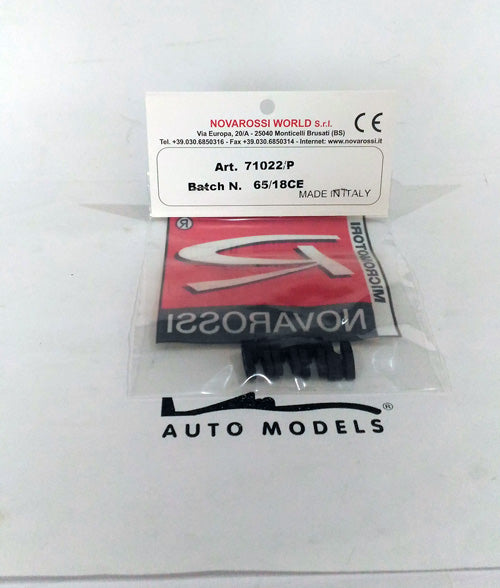 NOVAROSSI WORLD S.r.l.
Via Europa, 20/A - 25040 Monticelli Brusati (BS)
Tel. +39.030.6850316 - Fax +39.030.6850314 - Internet: www.novarossi.it
CE
Art. 71022/P
Batch N. 65/18CE
MADE IN ITALY
®
MICROMOTORI
NOVAROSSI
®
AUTO MODELS